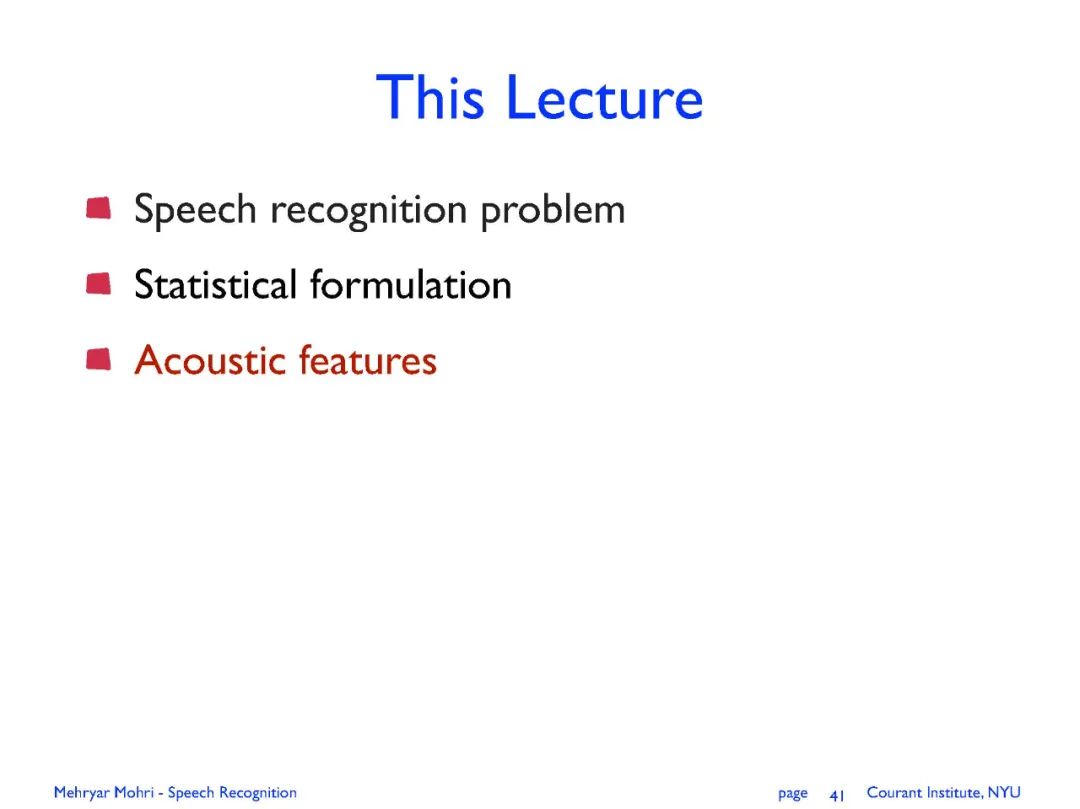 This Lecture
Speech recognition problem
Statistical formulation
Acoustic features
Mehryar Mohri - Speech Recognition page 41 Courant Institute, NYU